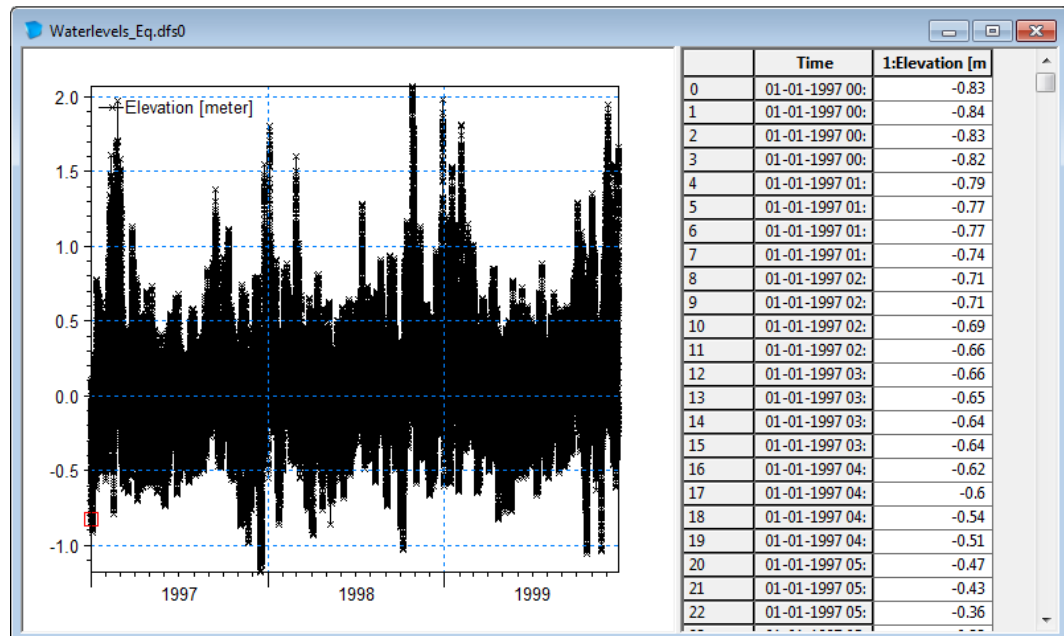 Waterlevels_Eq.dfs0
Elevation [meter]
2.0
1.5
1.0
0.5
0.0
-0.5
-1.0
1997 1998 1999
Time 1:Elevation [m
0 01-01-1997 00: -0.83
1 01-01-1997 00: -0.84
2 01-01-1997 00: -0.83
3 01-01-1997 00: -0.82
4 01-01-1997 01: -0.79
5 01-01-1997 01: -0.77
6 01-01-1997 01: -0.77
7 01-01-1997 01: -0.74
8 01-01-1997 02: -0.71
9 01-01-1997 02: -0.71
10 01-01-1997 02: -0.69
11 01-01-1997 02: -0.66
12 01-01-1997 03: -0.66
13 01-01-1997 03: -0.65
14 01-01-1997 03: -0.64
15 01-01-1997 03: -0.64
16 01-01-1997 04: -0.62
17 01-01-1997 04: -0.6
18 01-01-1997 04: -0.54
19 01-01-1997 04: -0.51
20 01-01-1997 05: -0.47
21 01-01-1997 05: -0.43
22 01-01-1997 05: -0.36